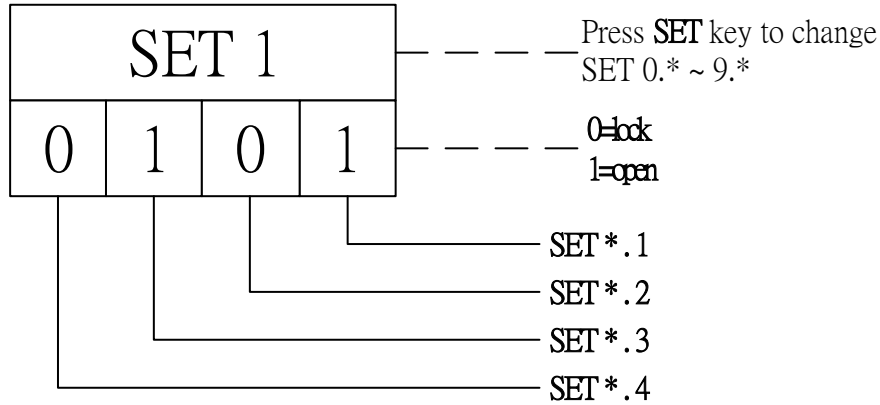 SET 1
Press SET key to change
SET 0.* ~ 9.*
0 1 0 1
0=lock
1=open
SET*.1
SET*.2
SET*.3
SET*.4